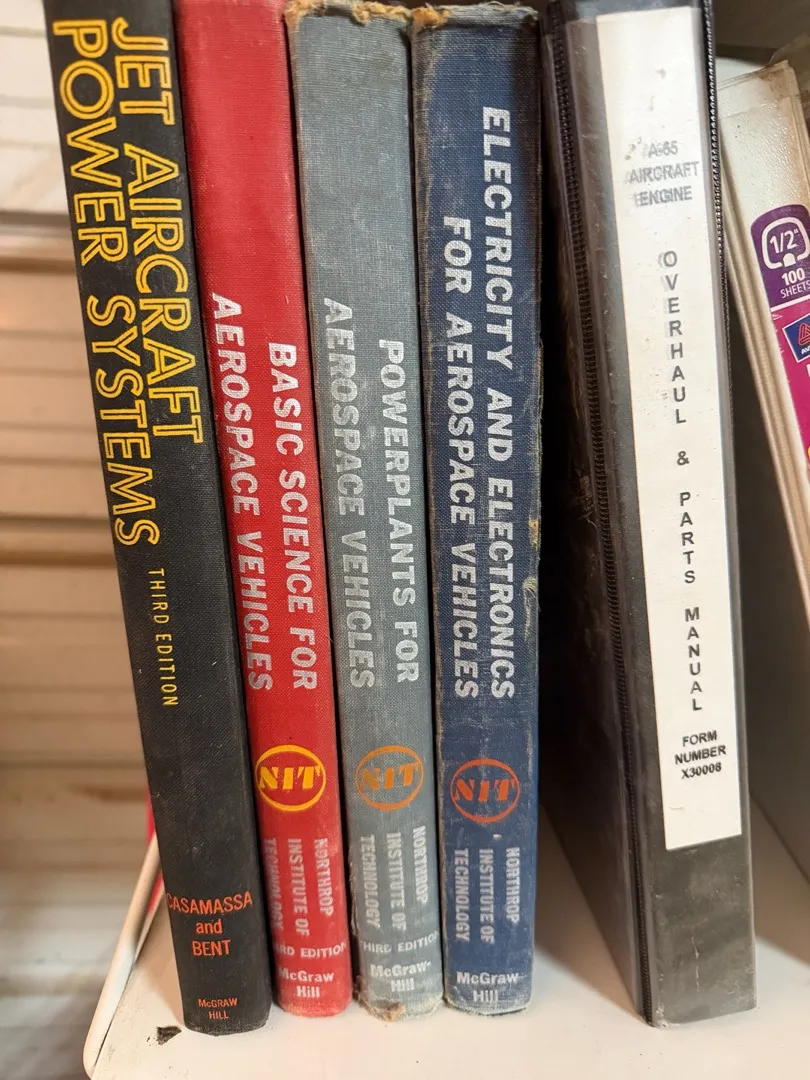 JET AIRCRAFT
POWER SYSTEMS
THIRD EDITION
CASAMASSA
and
BENT
McGRAW
HILL
BASIC SCIENCE FOR
AEROSPACE VEHICLES
NIT
NORTHROP
INSTITUTE OF
TECHNOLOGY
RD EDITION
McGraw
Hill
POWERPLANTS FOR
AEROSPACE VEHICLES
NIT
NORTHROP
INSTITUTE OF
TECHNOLOGY
THIRD EDITION
McGraw-
Hill
ELECTRICITY AND ELECTRONICS
FOR AEROSPACE VEHICLES
NIT
NORTHROP
INSTITUTE OF
TECHNOLOGY
McGraw
Hill
A-65
AIRCRAFT
ENGINE
OVERHAUL & PARTS MANUAL
FORM
NUMBER
X30008
1/2"
100
SHEETS